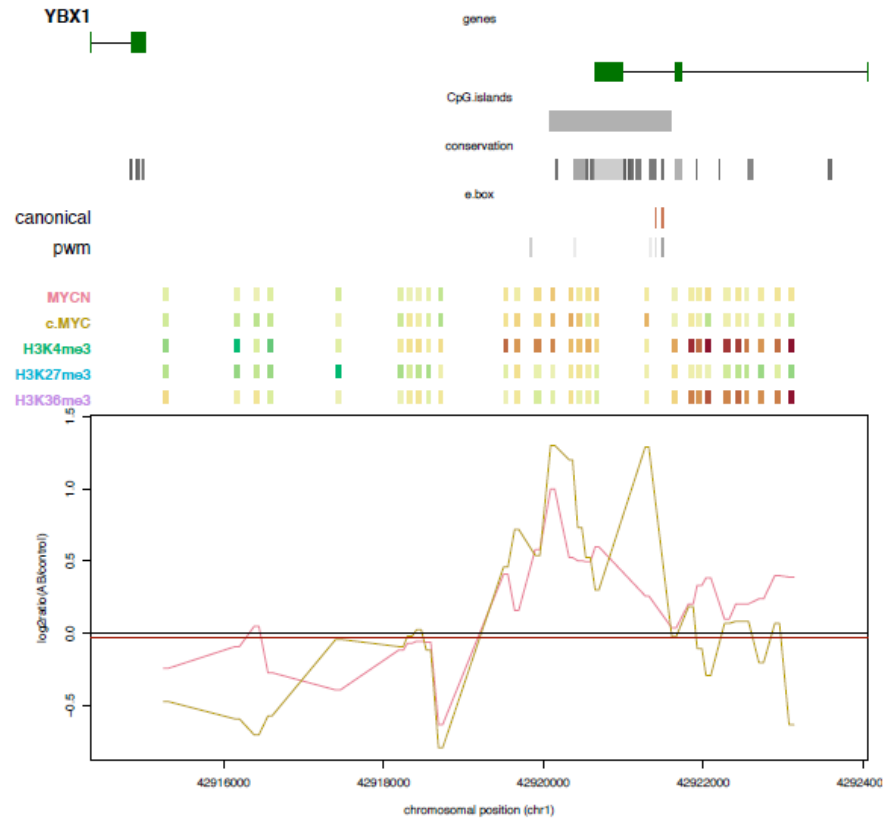 YBX1
genes
CpG.islands
conservation
e.box
canonical
pwm
MYCN
c.MYC
H3K4me3
H3K27me3
H3K36me3
1.5
1.0
0.5
0.0
-0.5
log2ratio(AB/control)
42916000 42918000 42920000 42922000 4292400
chromosomal position (chr1)